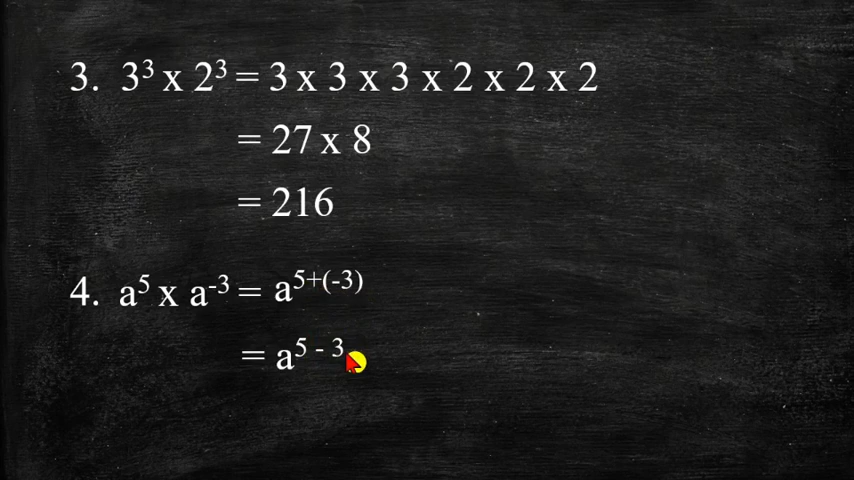 3. 3³ x 2³ = 3 x 3 x 3 x 2 x 2 x 2
= 27 x 8
= 216
4. a⁵ x a⁻³ = a⁵⁺⁽⁻³⁾
= a⁵ ⁻ ³